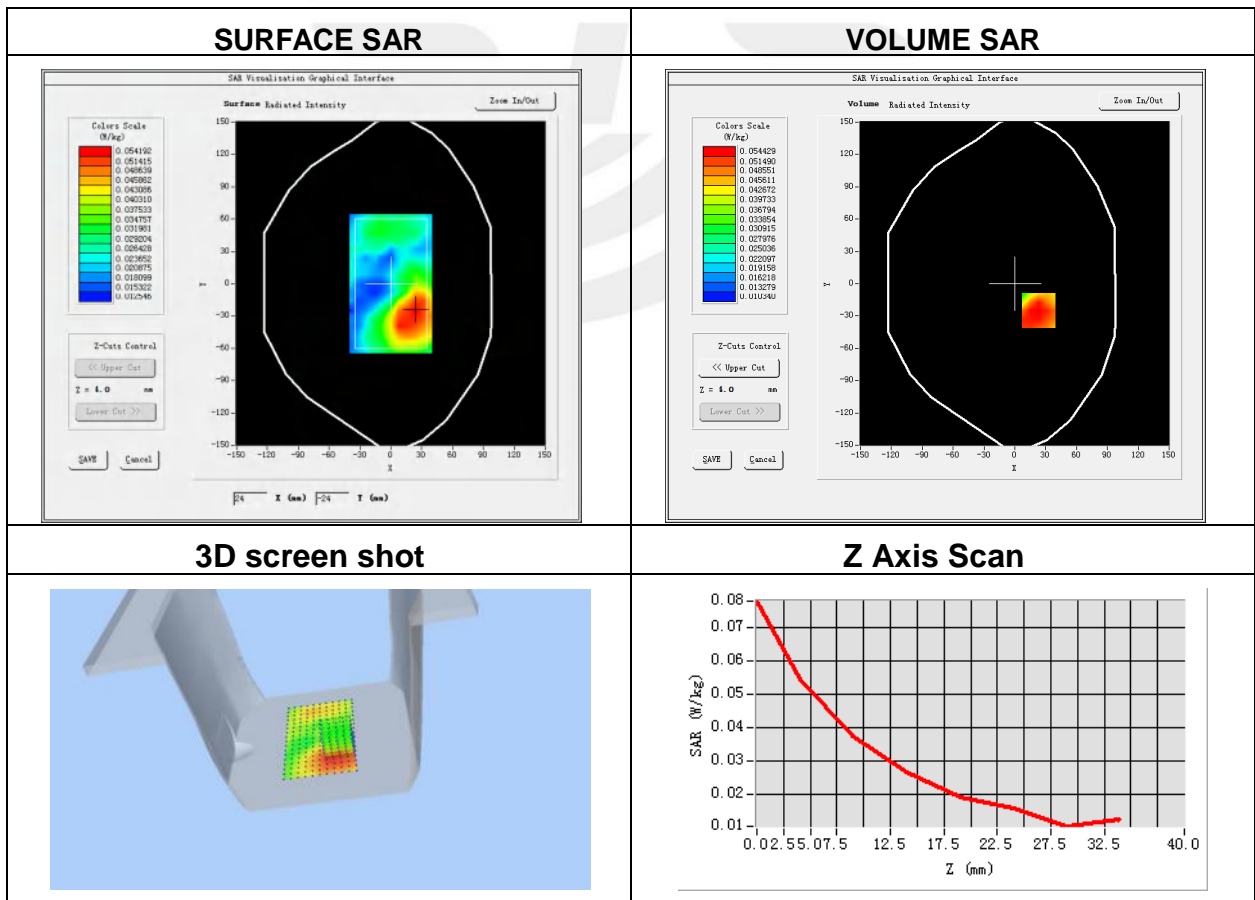 SURFACE SAR
SAR Visualisation Graphical Interface
Surface Radiated Intensity
Zoom In/Out
Colors Scale
(W/kg)
0.054192
0.051415
0.048639
0.045862
0.043086
0.040310
0.037533
0.034757
0.031981
0.029204
0.026428
0.023652
0.020875
0.018099
0.015322
0.012546
Z-Cuts Control
<< Upper Cut
Z = 4.0 mm
Lower Cut >>
SAVE Cancel
150
120
90
60
30
0
-30
-60
-90
-120
-150
Y
-150 -120 -90 -60 -30 0 30 60 90 120 150
X
24 X (mm) -24 Y (mm)
VOLUME SAR
SAR Visualisation Graphical Interface
Volume Radiated Intensity
Zoom In/Out
Colors Scale
(W/kg)
0.054429
0.051490
0.048551
0.045611
0.042672
0.039733
0.036794
0.033854
0.030915
0.027976
0.025036
0.022097
0.019158
0.016218
0.013279
0.010340
Z-Cuts Control
<< Upper Cut
Z = 4.0 mm
Lower Cut >>
SAVE Cancel
150
120
90
60
30
0
-30
-60
-90
-120
-150
Y
-150 -120 -90 -60 -30 0 30 60 90 120 150
X
3D screen shot
Z Axis Scan
0.08
0.07
0.06
0.05
0.04
0.03
0.02
0.01
SAR (W/kg)
0.0 2.5 5.0 7.5 12.5 17.5 22.5 27.5 32.5 40.0
Z (mm)